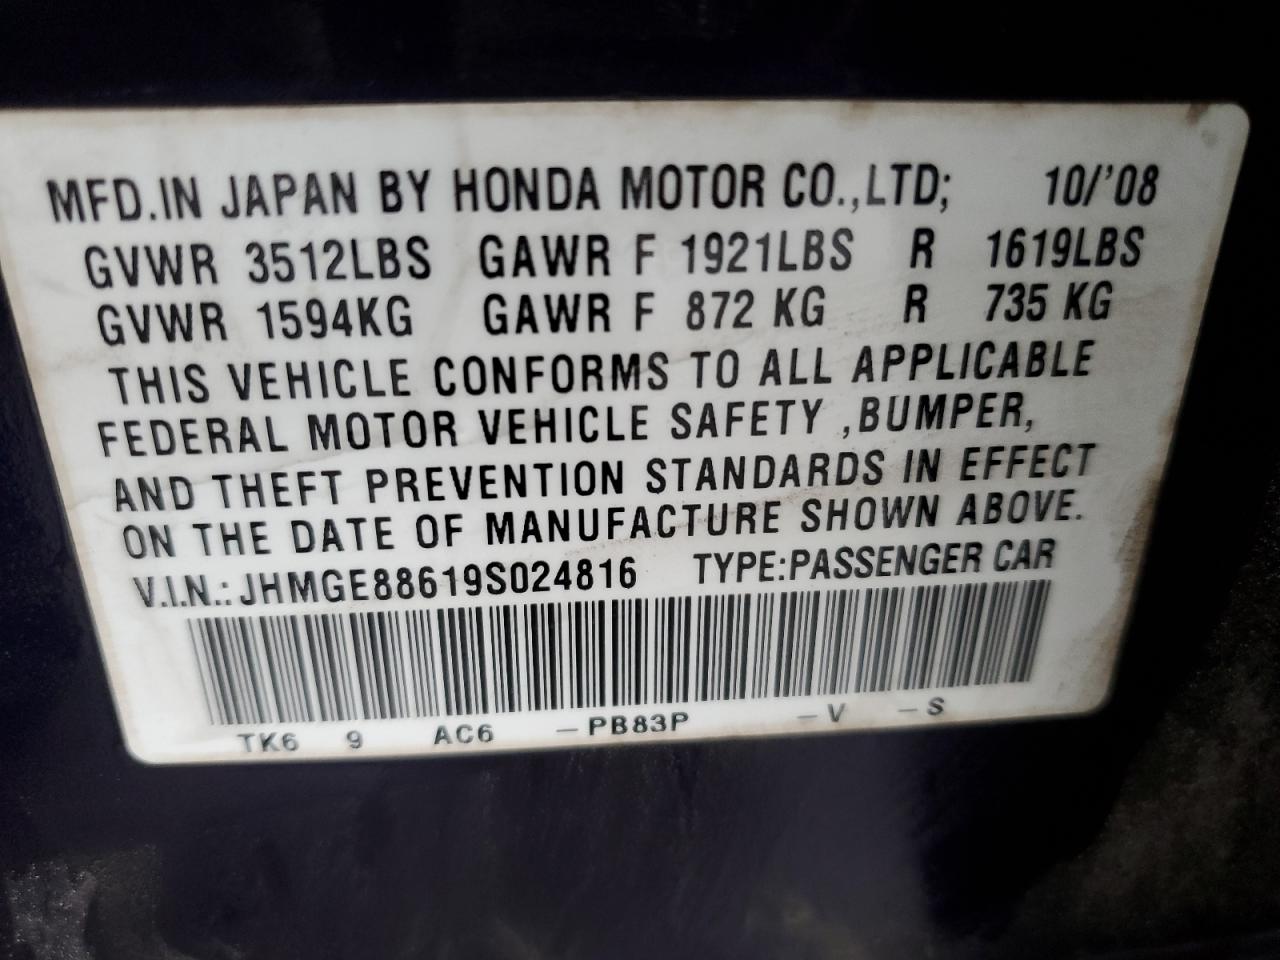 MFD.IN JAPAN BY HONDA MOTOR CO.,LTD; 10/'08
GVWR 3512LBS GAWR F 1921LBS R 1619LBS
GVWR 1594KG GAWR F 872 KG R 735 KG
THIS VEHICLE CONFORMS TO ALL APPLICABLE
FEDERAL MOTOR VEHICLE SAFETY ,BUMPER,
AND THEFT PREVENTION STANDARDS IN EFFECT
ON THE DATE OF MANUFACTURE SHOWN ABOVE.
V.I.N.: JHMGE88619S024816 TYPE:PASSENGER CAR
TK6 9 AC6 – PB83P – V – S